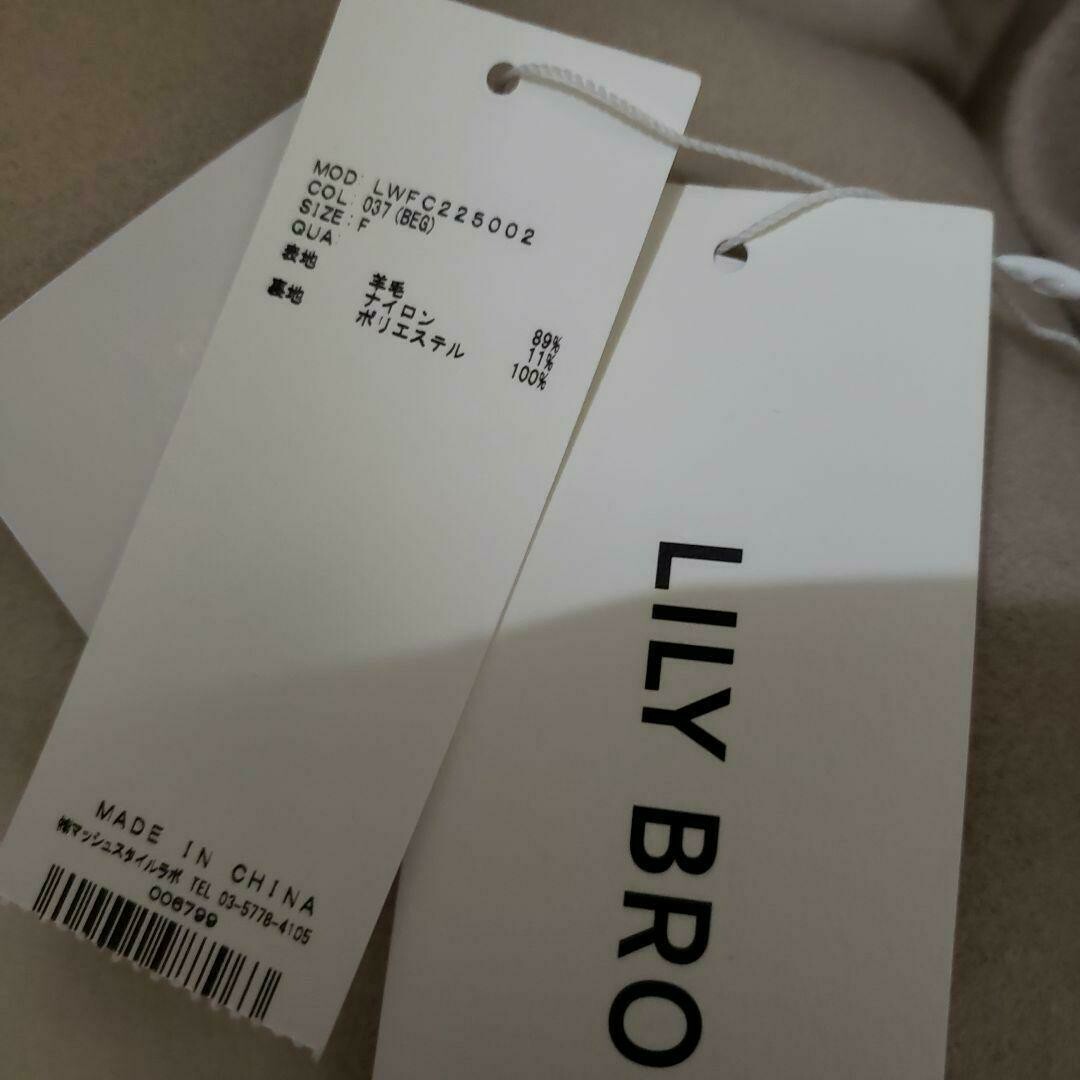 MOD: LWFC225002
COL: 037(BEG)
SIZE: F
QUA:
表地 羊毛 89%
ナイロン 11%
裏地 ポリエステル 100%
MADE IN CHINA
㈱マッシュスタイルラボ TEL 03-5778-4105
006799
LILY BRO